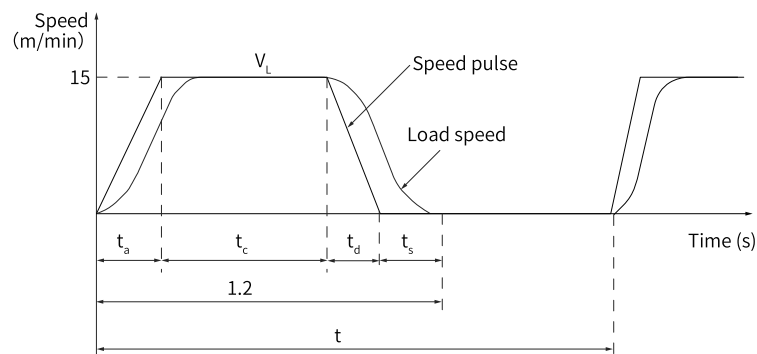 Speed
(m/min)
15
V_L
Speed pulse
Load speed
t_a
t_c
t_d
t_s
Time (s)
1.2
t